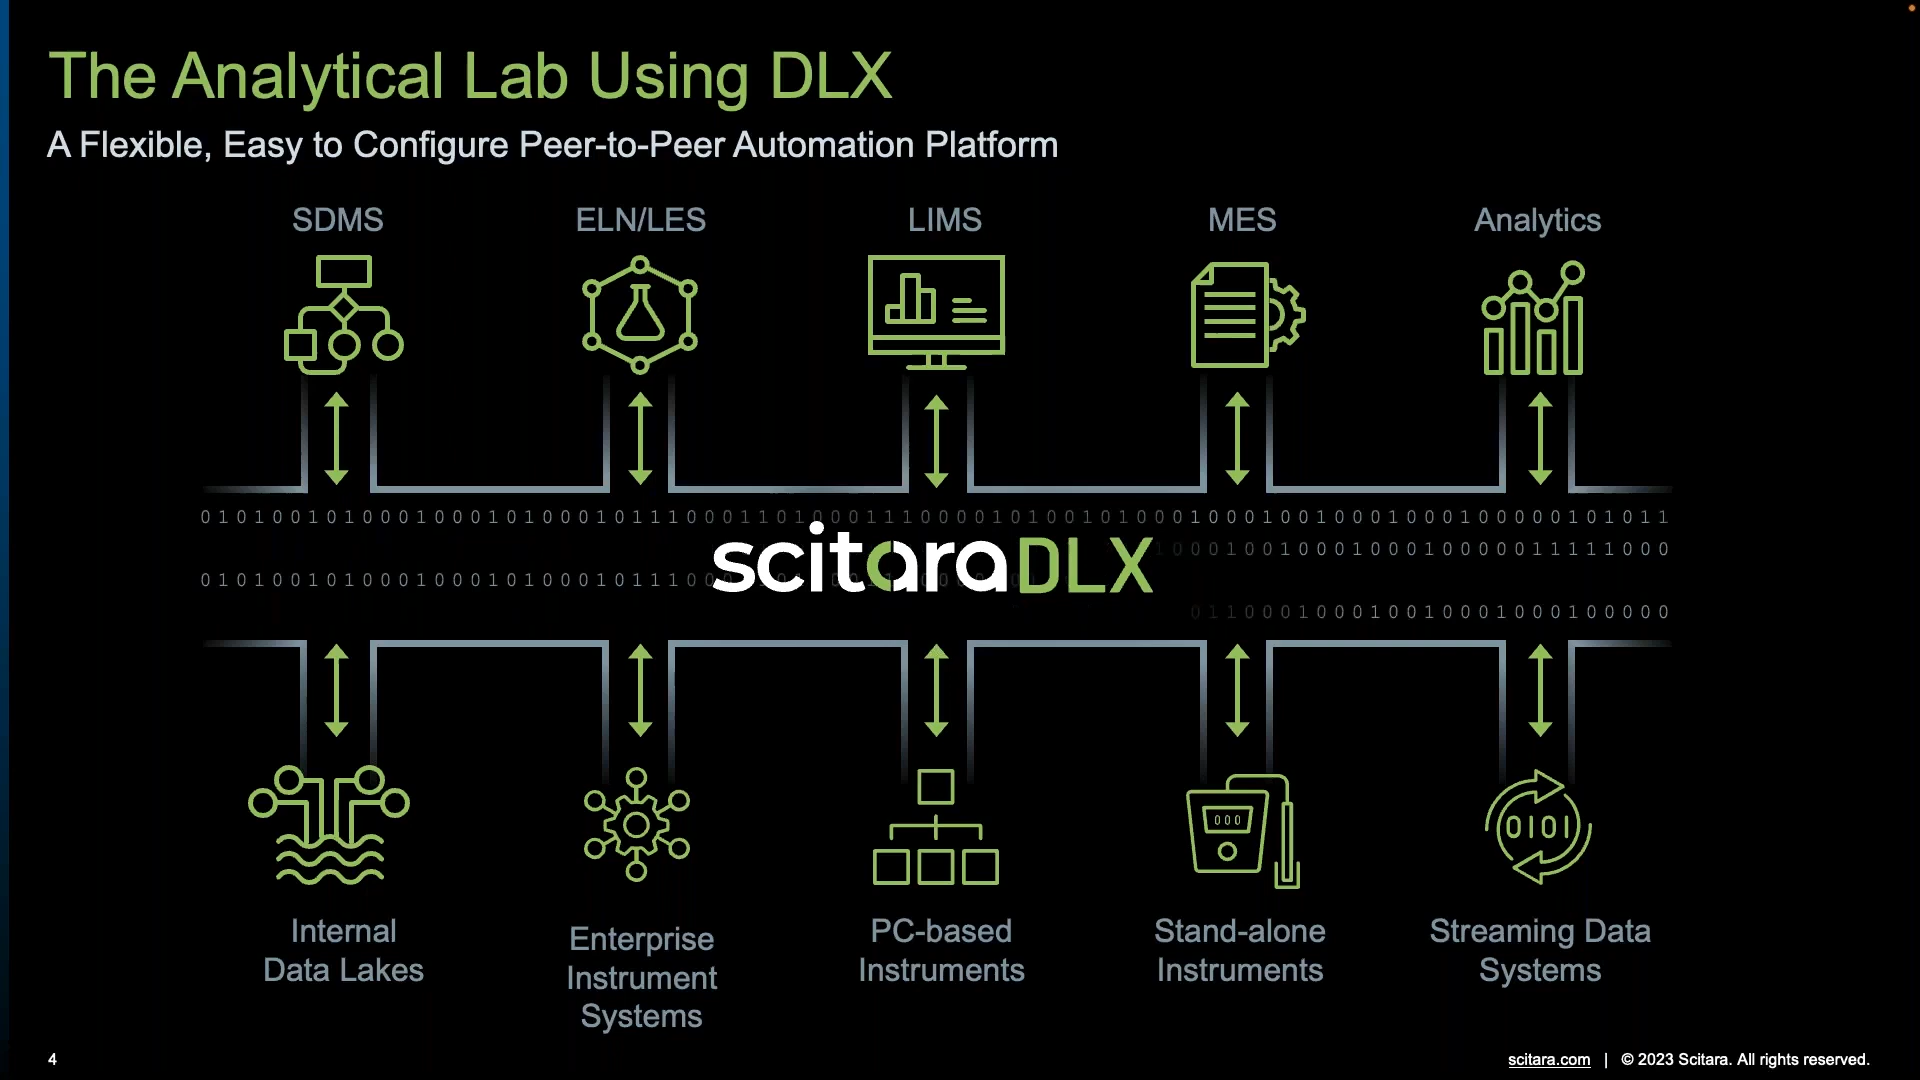 The Analytical Lab Using DLX
A Flexible, Easy to Configure Peer-to-Peer Automation Platform
SDMS
ELN/LES
LIMS
MES
Analytics
scitara DLX
000
0101
Internal
Data Lakes
Enterprise
Instrument
Systems
PC-based
Instruments
Stand-alone
Instruments
Streaming Data
Systems
4
scitara.com | © 2023 Scitara. All rights reserved.